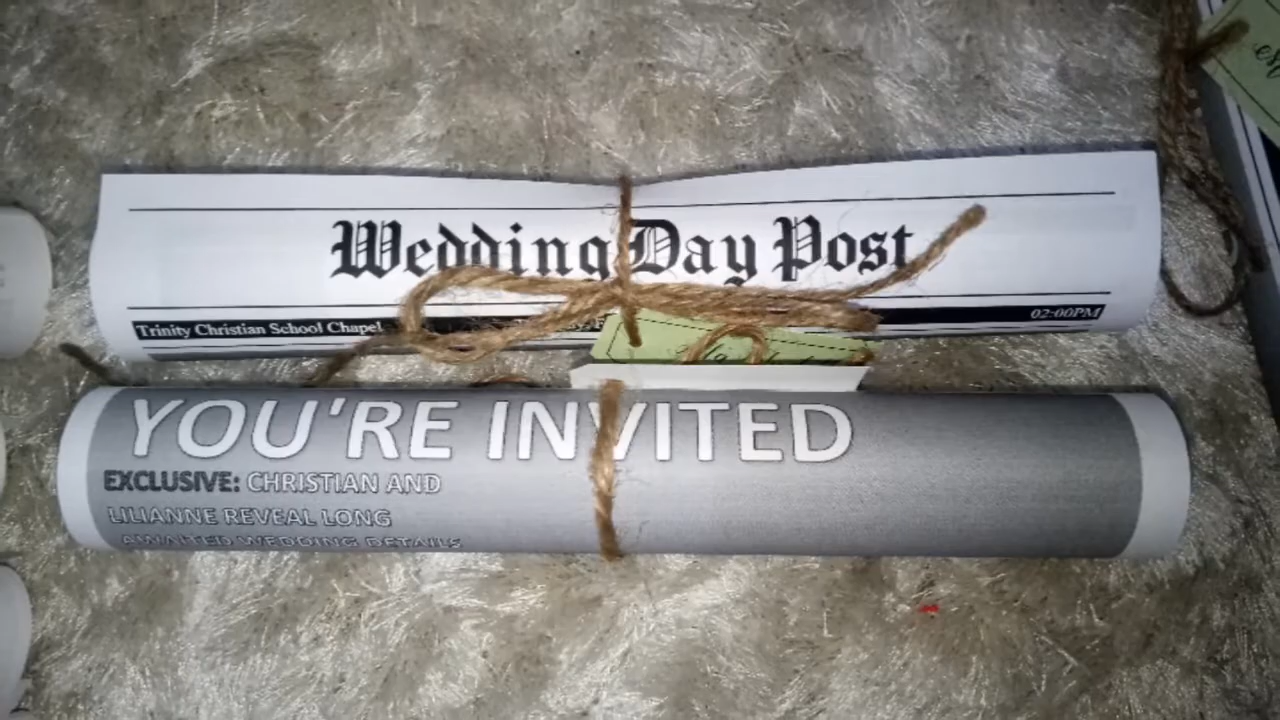 Wedding Day Post
Trinity Christian School Chapel 02:00PM
YOU'RE INVITED
EXCLUSIVE: CHRISTIAN AND
LILIANNE REVEAL LONG
AWAITED WEDDING DETAILS